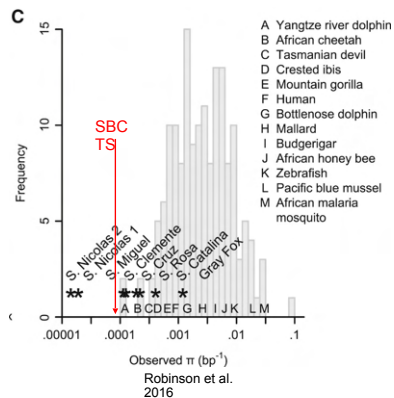 C
A Yangtze river dolphin
B African cheetah
C Tasmanian devil
D Crested ibis
E Mountain gorilla
F Human
G Bottlenose dolphin
H Mallard
I Budgerigar
J African honey bee
K Zebrafish
L Pacific blue mussel
M African malaria
mosquito
15
10
5
0
Frequency
SBC
TS
S. Nicolas 2
S. Nicolas 1
S. Miguel
S. Clemente
S. Cruz
S. Rosa
S. Catalina
Gray Fox
** ** * * *
A B C D E F G H I J K L M
.00001 .0001 .001 .01 .1
Observed π (bp⁻¹)
Robinson et al.
2016